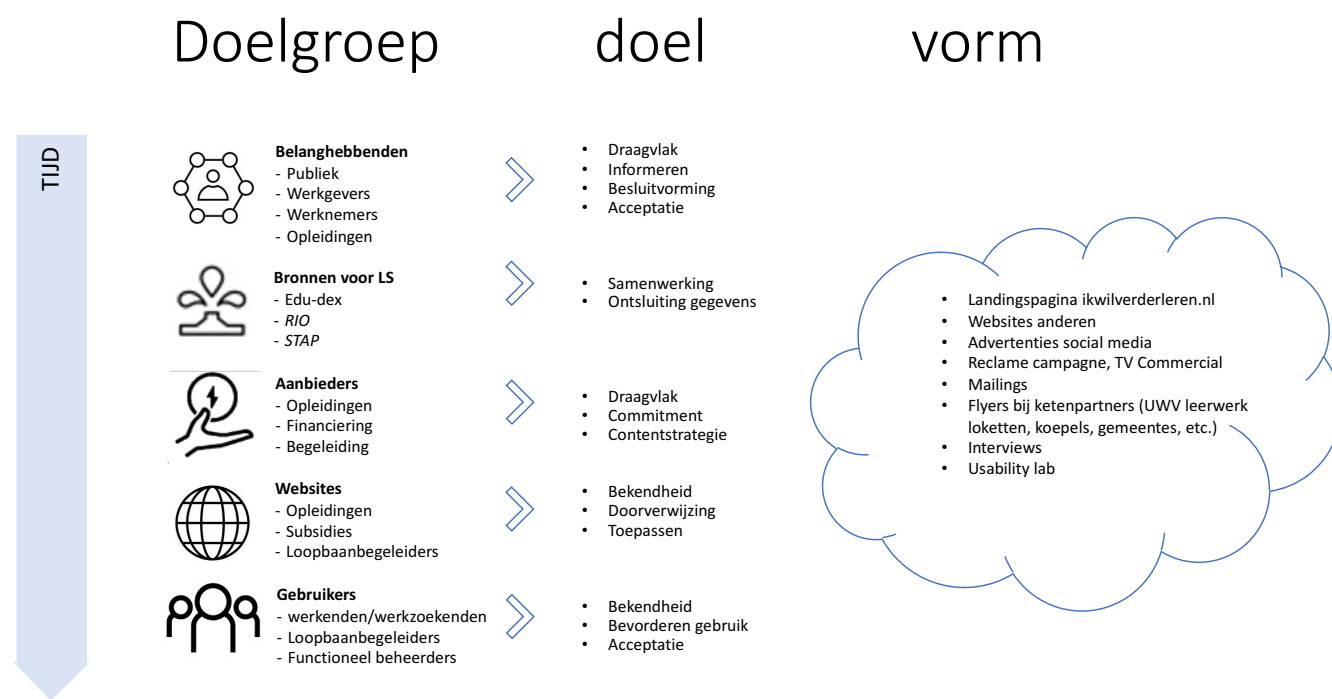 Doelgroep
doel
vorm
TIJD
Belanghebbenden
- Publiek
- Werkgevers
- Werknemers
- Opleidingen
• Draagvlak
• Informeren
• Besluitvorming
• Acceptatie
Bronnen voor LS
- Edu-dex
- RIO
- STAP
• Samenwerking
• Ontsluiting gegevens
Aanbieders
- Opleidingen
- Financiering
- Begeleiding
• Draagvlak
• Commitment
• Contentstrategie
Websites
- Opleidingen
- Subsidies
- Loopbaanbegeleiders
• Bekendheid
• Doorverwijzing
• Toepassen
Gebruikers
- werkenden/werkzoekenden
- Loopbaanbegeleiders
- Functioneel beheerders
• Bekendheid
• Bevorderen gebruik
• Acceptatie
• Landingspagina ikwilverderleren.nl
• Websites anderen
• Advertenties social media
• Reclame campagne, TV Commercial
• Mailings
• Flyers bij ketenpartners (UWV leerwerk
loketten, koepels, gemeentes, etc.)
• Interviews
• Usability lab